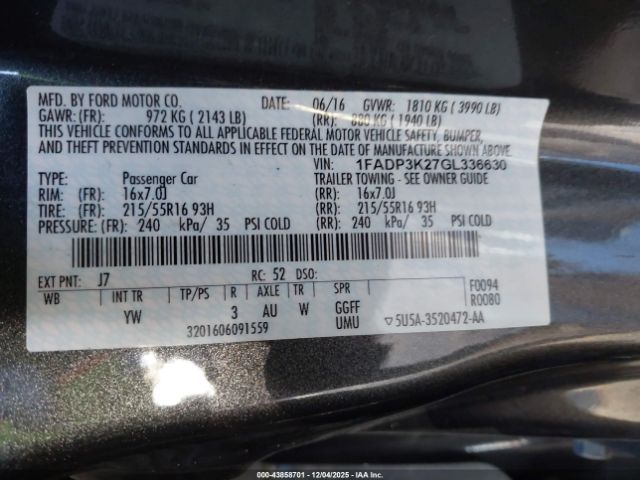 MFD. BY FORD MOTOR CO. DATE: 06/16 GVWR: 1810 KG ( 3990 LB)
GAWR: (FR): 972 KG ( 2143 LB) (RR): 880 KG ( 1940 LB)
THIS VEHICLE CONFORMS TO ALL APPLICABLE FEDERAL MOTOR VEHICLE SAFETY, BUMPER,
AND THEFT PREVENTION STANDARDS IN EFFECT ON THE DATE OF MANUFACTURE SHOWN ABOVE.
VIN: 1FADP3K27GL336630
TYPE: Passenger Car TRAILER TOWING - SEE OWNER GUIDE
RIM: (FR): 16x7.0J (RR): 16x7.0J
TIRE: (FR): 215/55R16 93H (RR): 215/55R16 93H
PRESSURE: (FR): 240 kPa/ 35 PSI COLD (RR): 240 kPa/ 35 PSI COLD
EXT PNT: J7 RC: 52 DSO:
WB INT TR TP/PS R AXLE TR SPR F0094
YW 3 AU W GGFF R0080
3201606091559 UMU ▽5U5A-3520472-AA
000-43858701 - 12/04/2025 - IAAI.COM